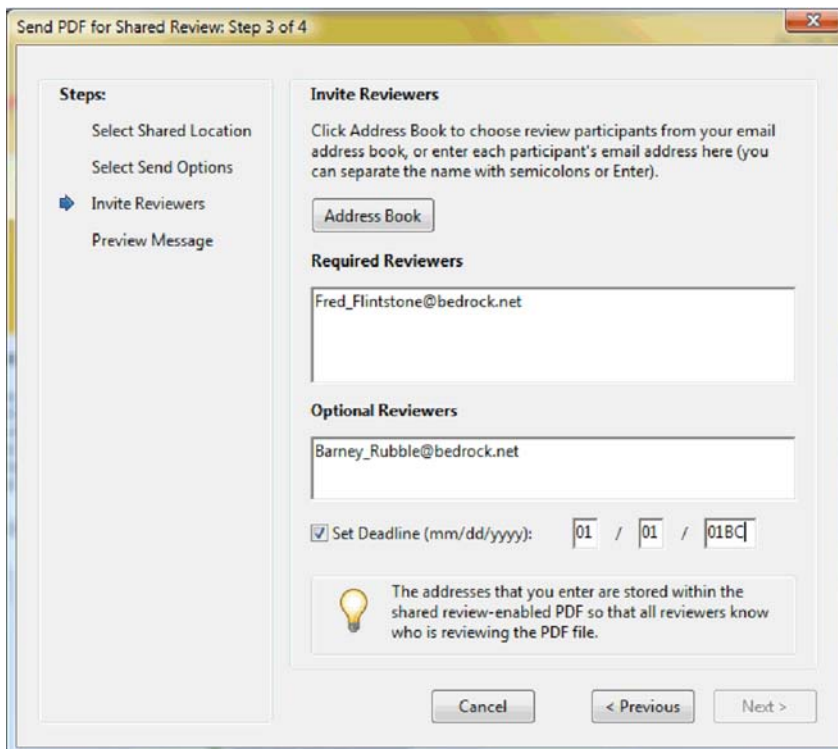 Send PDF for Shared Review: Step 3 of 4
Steps:
Select Shared Location
Select Send Options
Invite Reviewers
Preview Message
Invite Reviewers
Click Address Book to choose review participants from your email
address book, or enter each participant's email address here (you
can separate the name with semicolons or Enter).
Address Book
Required Reviewers
Fred_Flintstone@bedrock.net
Optional Reviewers
Barney_Rubble@bedrock.net
Set Deadline (mm/dd/yyyy): 01 / 01 / 01BC
The addresses that you enter are stored within the
shared review-enabled PDF so that all reviewers know
who is reviewing the PDF file.
Cancel < Previous Next >